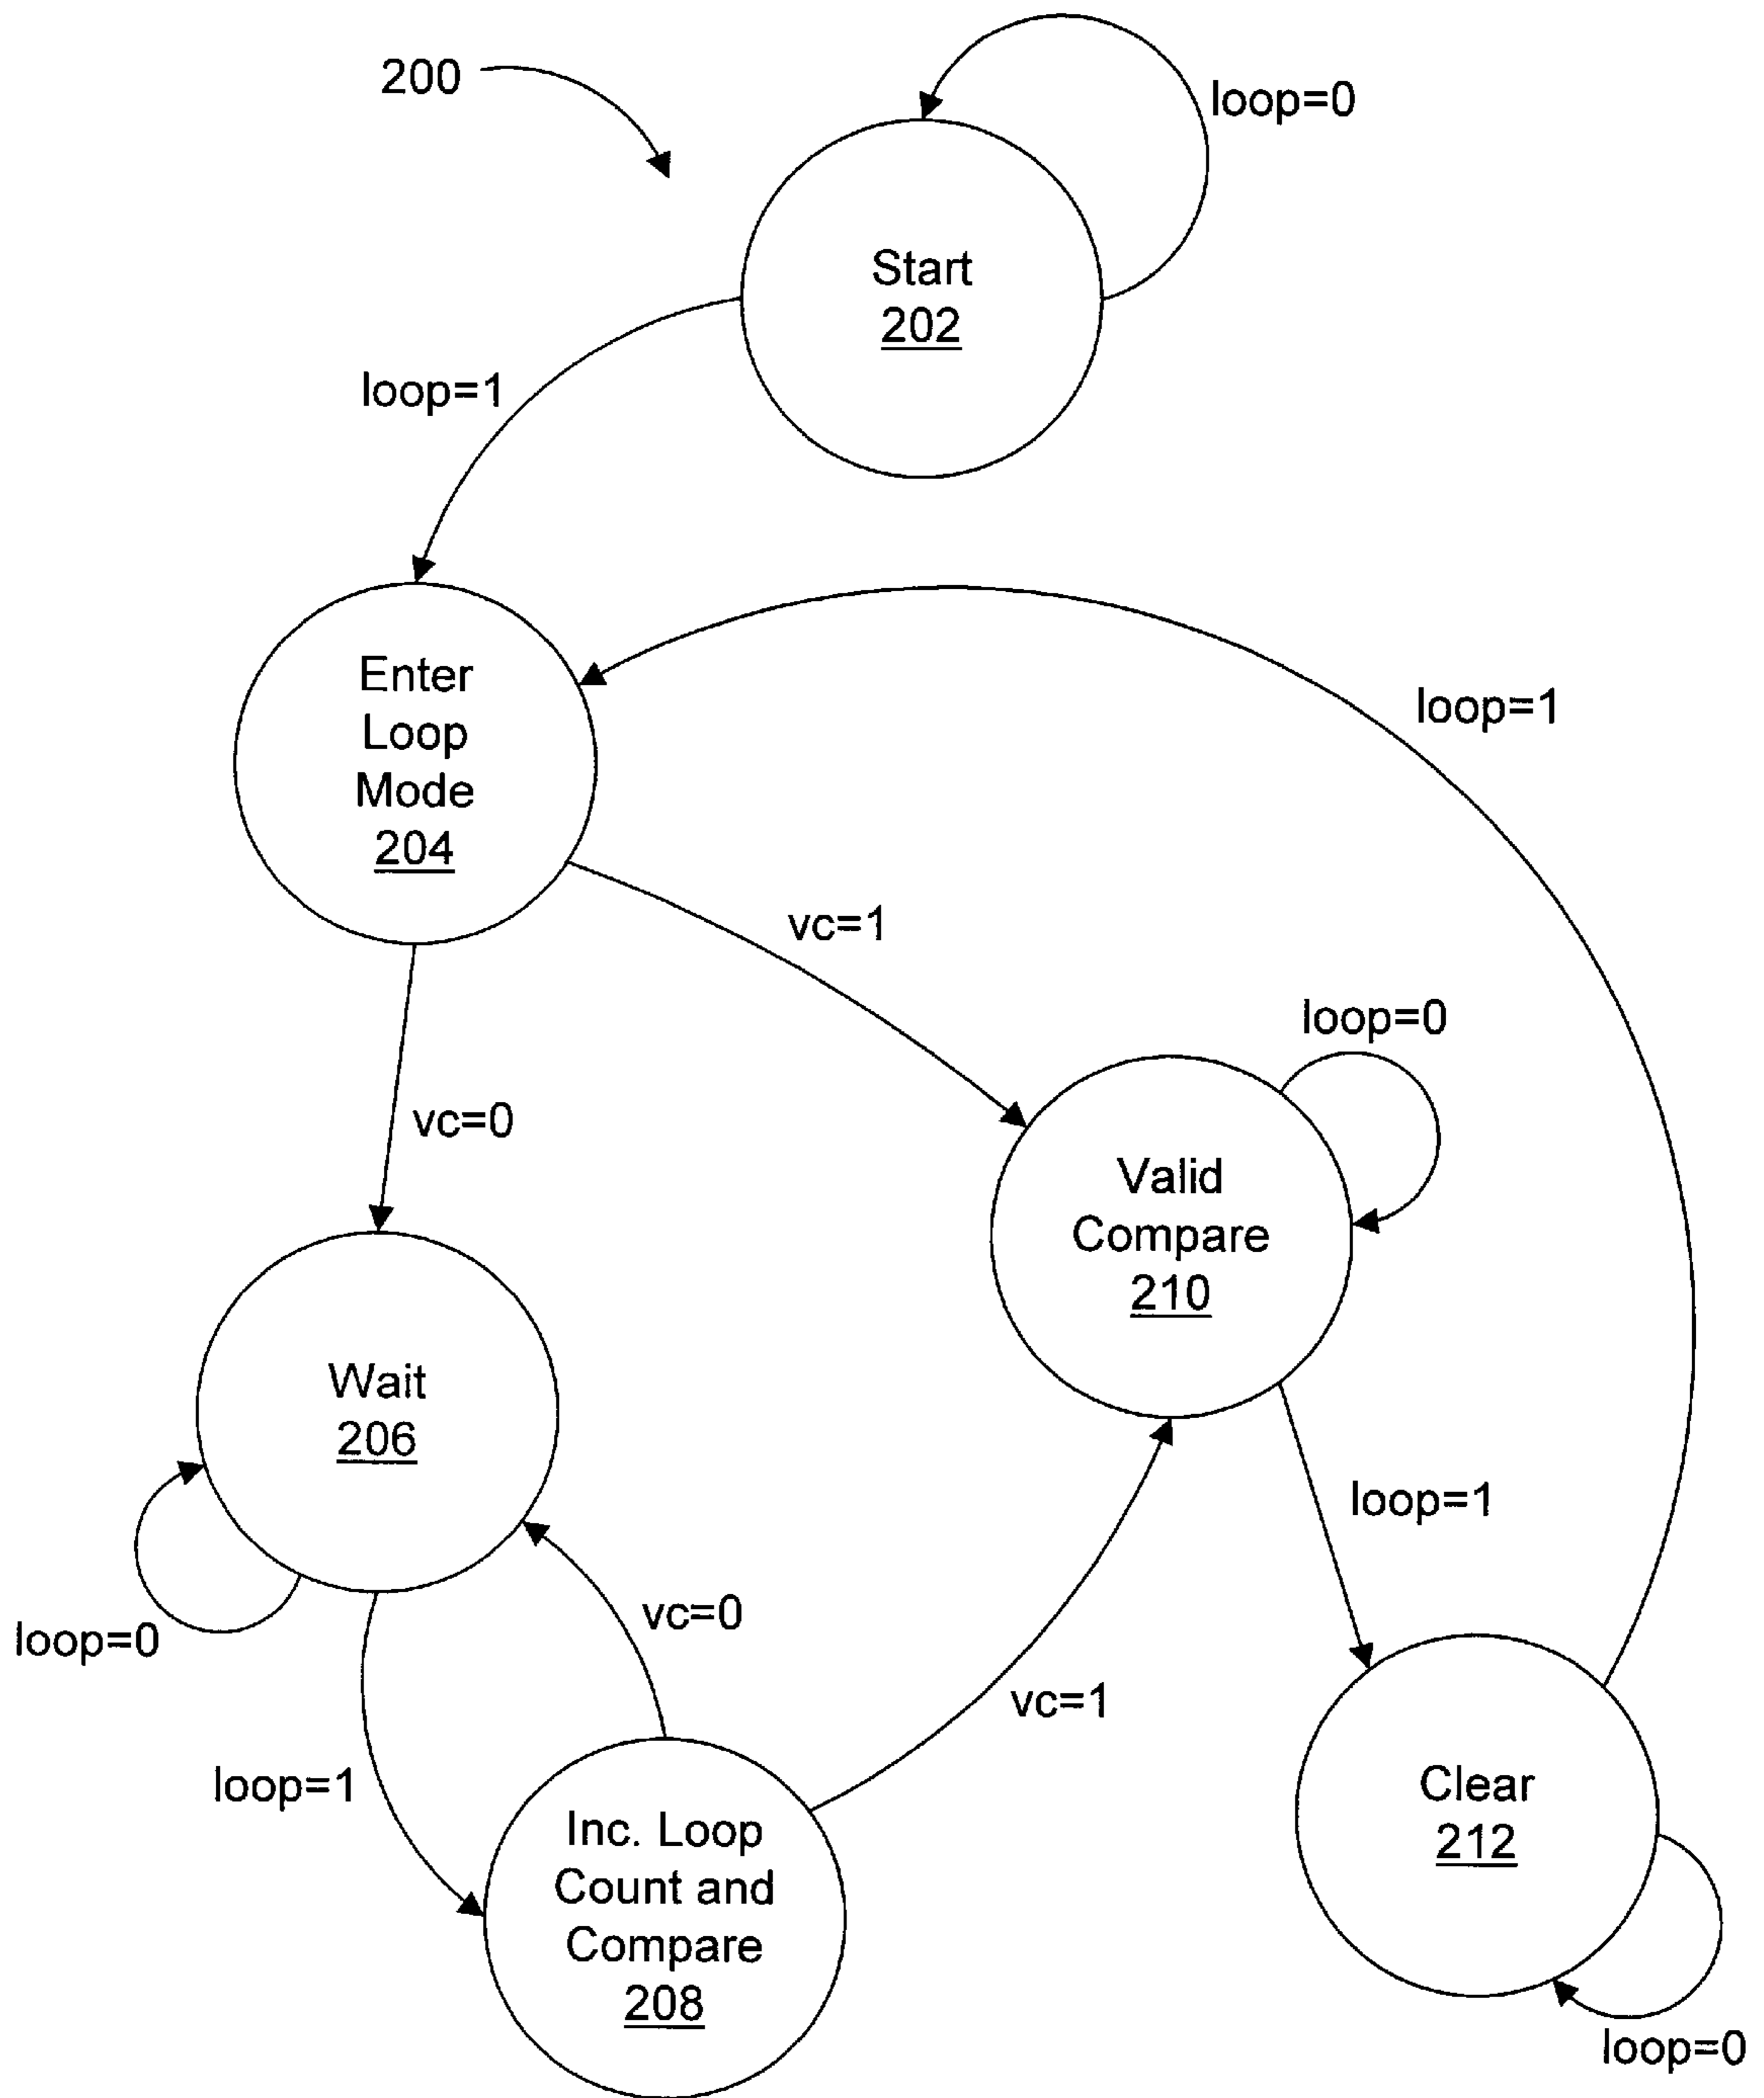 200
loop=0
Start
202
loop=1
Enter
Loop
Mode
204
loop=1
vc=1
loop=0
vc=0
Valid
Compare
210
Wait
206
loop=1
vc=0
loop=0
vc=1
loop=1
Inc. Loop
Count and
Compare
208
Clear
212
loop=0